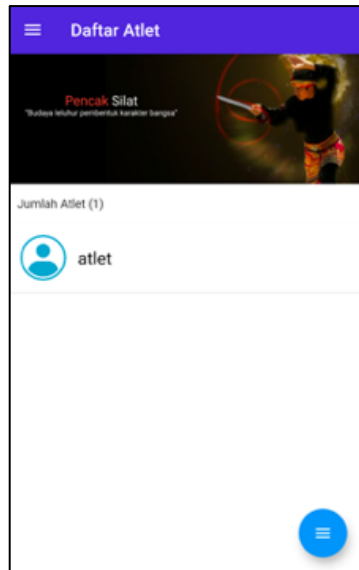 Daftar Atlet
Pencak Silat
"Budaya leluhur pembentuk karakter bangsa"
Jumlah Atlet (1)
atlet